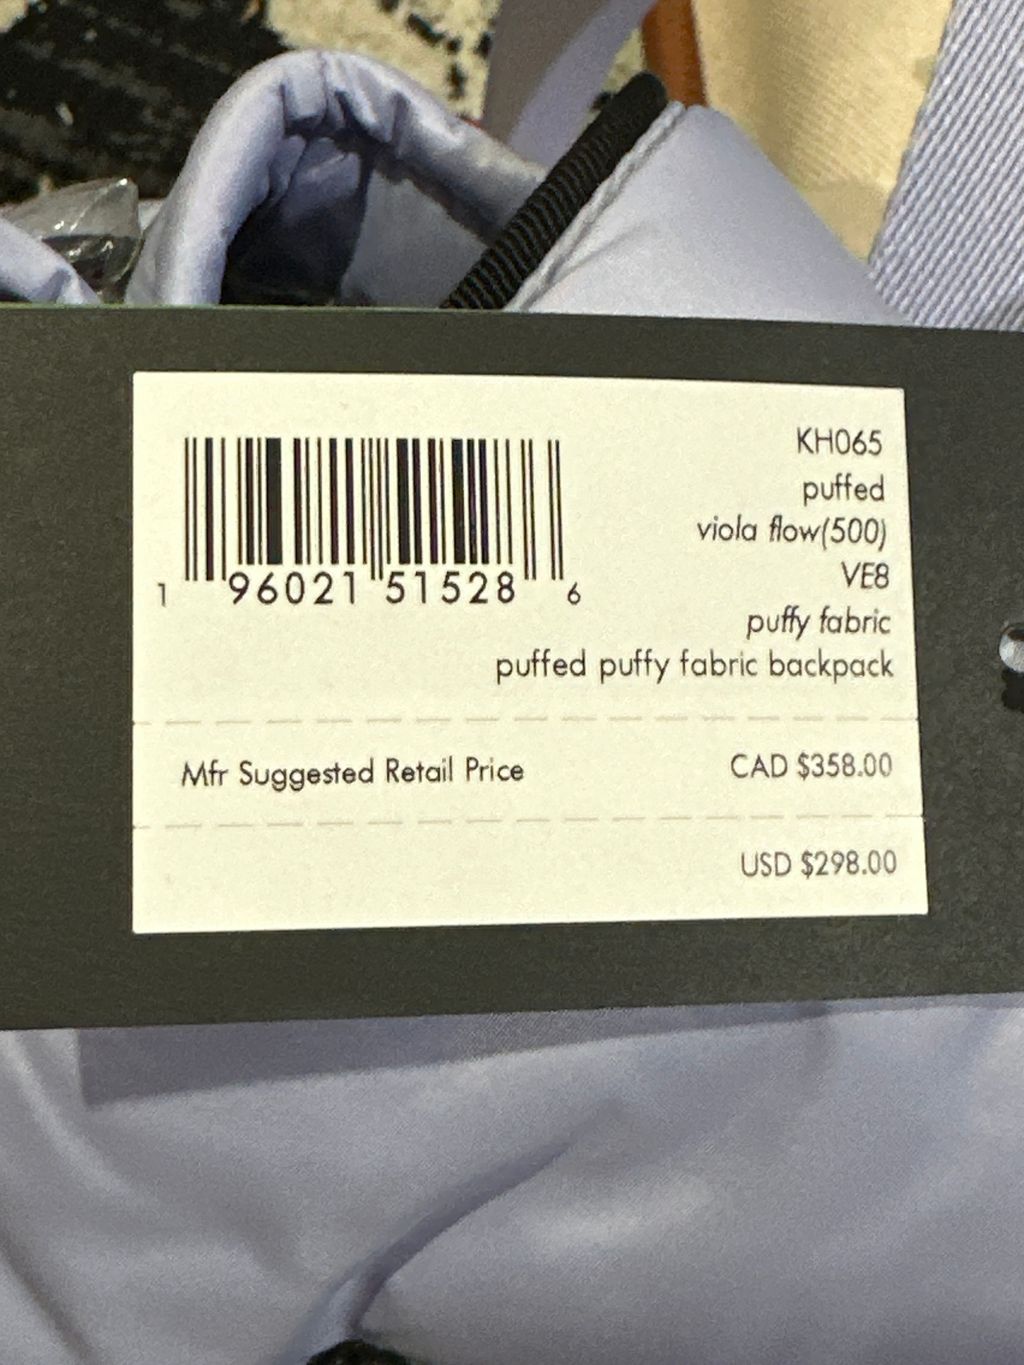 KH065
puffed
viola flow(500)
VE8
puffy fabric
puffed puffy fabric backpack
1 96021 51528 6
Mfr Suggested Retail Price CAD $358.00
USD $298.00